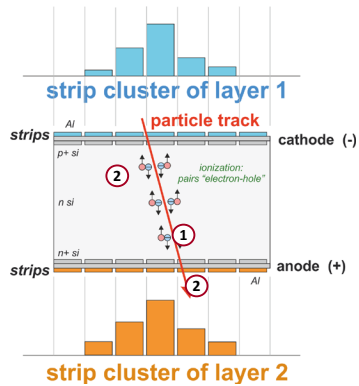 strip cluster of layer 1
Al
particle track
strips
cathode (-)
p+ si
ionization:
pairs "electron-hole"
2
n si
1
n+ si
strips
anode (+)
2
Al
strip cluster of layer 2